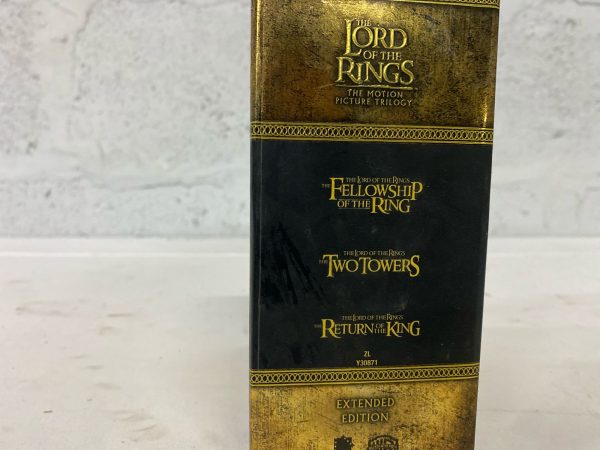 THE
LORD
OF THE
RINGS
THE MOTION
PICTURE TRILOGY
THE LORD OF THE RINGS
THE FELLOWSHIP
OF THE RING
THE LORD OF THE RINGS
THE TWO TOWERS
THE LORD OF THE RINGS
THE RETURN OF THE KING
ZL
Y30871
EXTENDED
EDITION